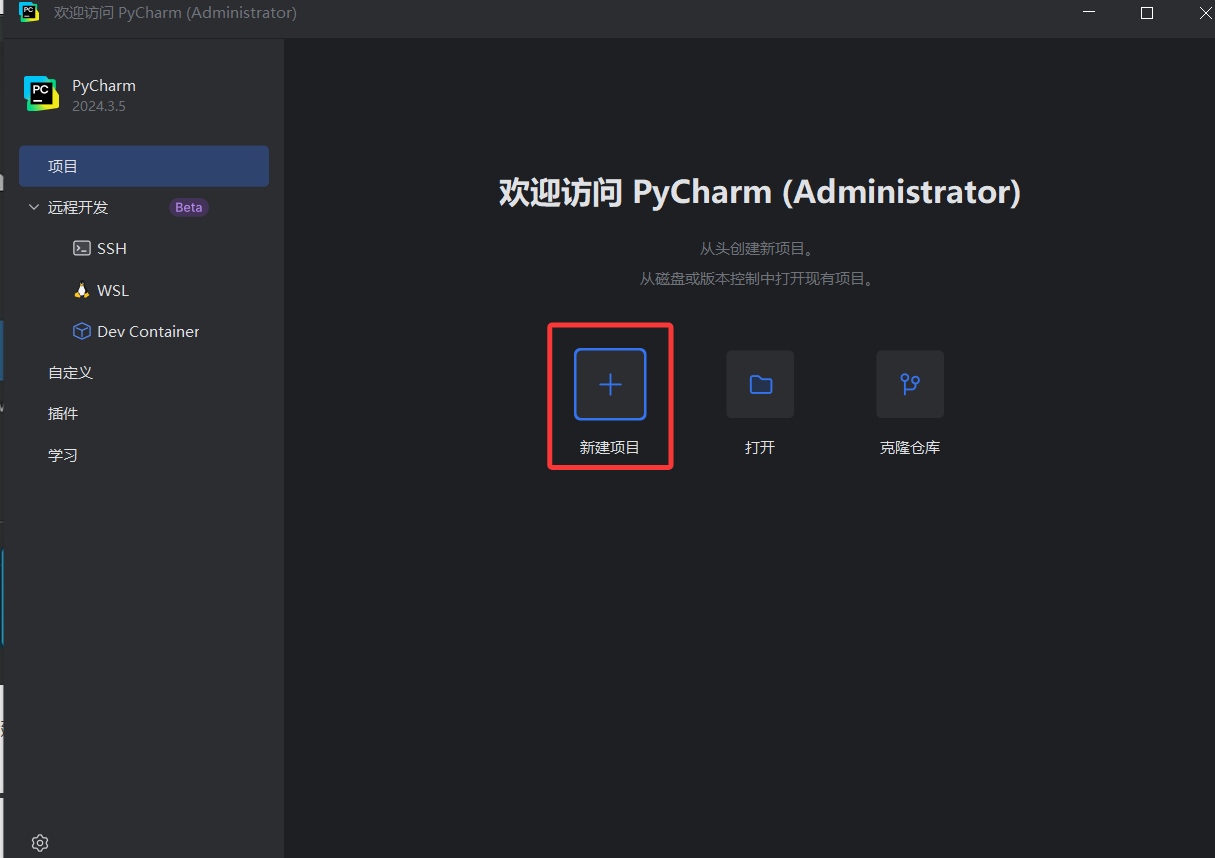 欢迎访问 PyCharm (Administrator)
PC
PyCharm
2024.3.5
项目
远程开发 Beta
SSH
WSL
Dev Container
自定义
插件
学习
欢迎访问 PyCharm (Administrator)
从头创建新项目。
从磁盘或版本控制中打开现有项目。
新建项目 打开 克隆仓库